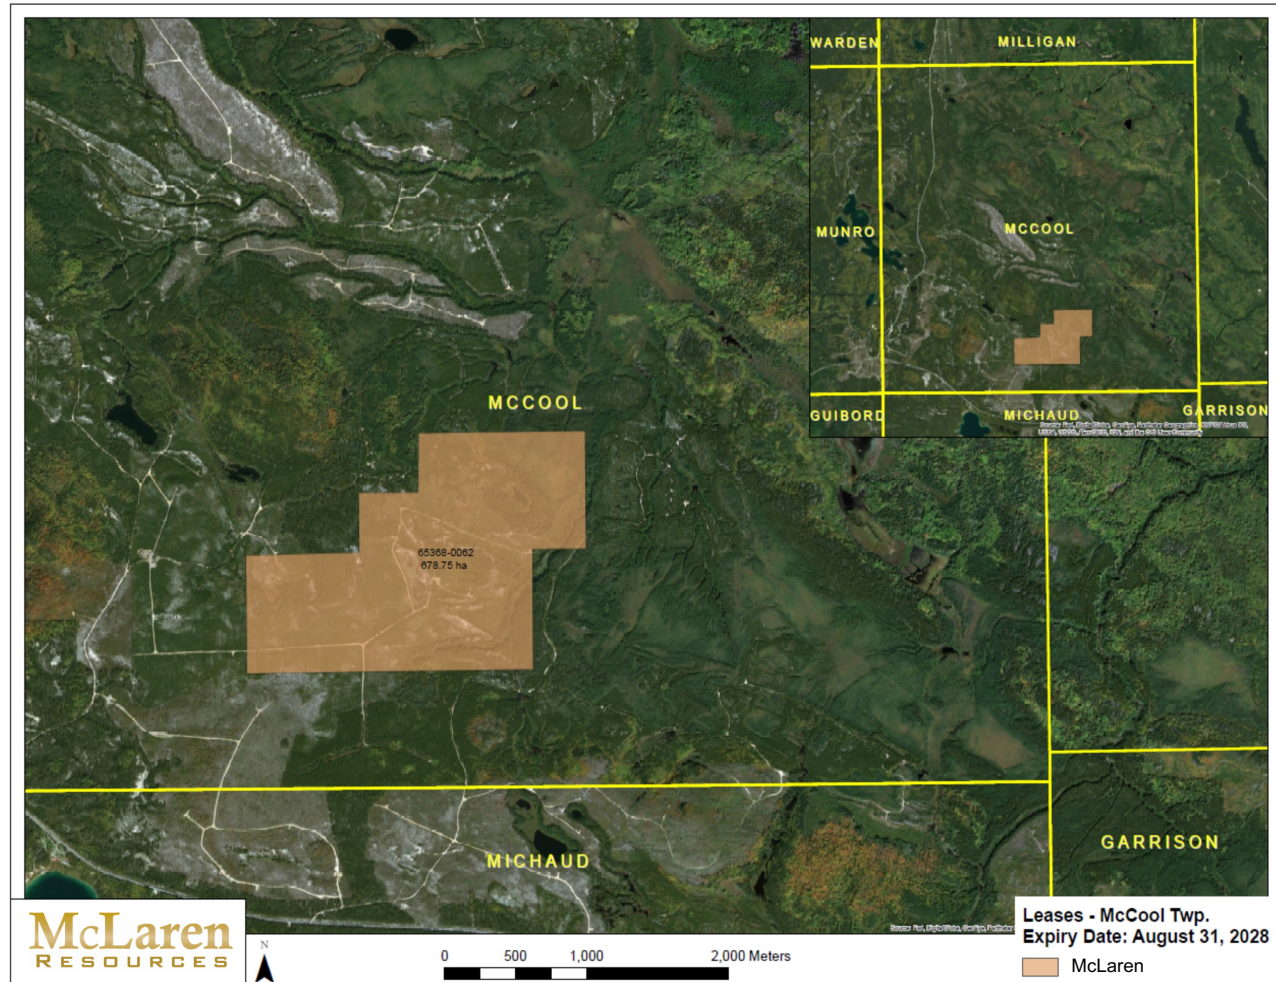 WARDEN
MILLIGAN
MUNRO
MCCOOL
GUIBORD
MICHAUD
GARRISON
MCCOOL
65368-0062
678.75 ha
MICHAUD
GARRISON
McLaren
RESOURCES
N
0 500 1,000 2,000 Meters
Leases - McCool Twp.
Expiry Date: August 31, 2028
McLaren